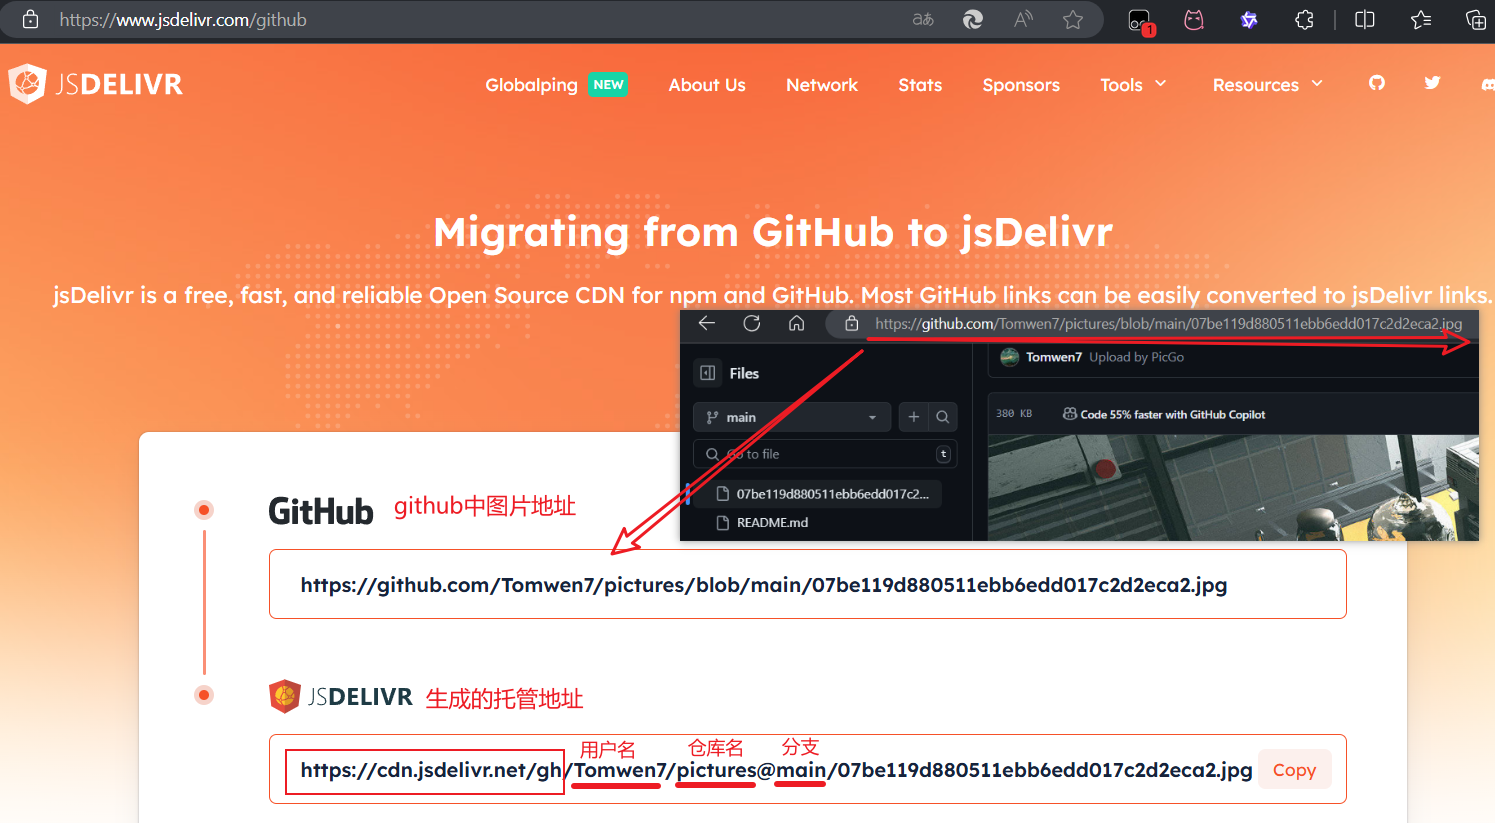 https://www.jsdelivr.com/github
aあ
A
1
JSDELIVR
Globalping NEW About Us Network Stats Sponsors Tools Resources
Migrating from GitHub to jsDelivr
jsDelivr is a free, fast, and reliable Open Source CDN for npm and GitHub. Most GitHub links can be easily converted to jsDelivr links.
https://github.com/Tomwen7/pictures/blob/main/07be119d880511ebb6edd017c2d2eca2.jpg
Tomwen7 Upload by PicGo
Files
main
380 KB Code 55% faster with GitHub Copilot
Go to file t
07be119d880511ebb6edd017c2...
README.md
GitHub github中图片地址
https://github.com/Tomwen7/pictures/blob/main/07be119d880511ebb6edd017c2d2eca2.jpg
JSDELIVR 生成的托管地址
用户名 仓库名 分支
https://cdn.jsdelivr.net/gh/Tomwen7/pictures@main/07be119d880511ebb6edd017c2d2eca2.jpg Copy